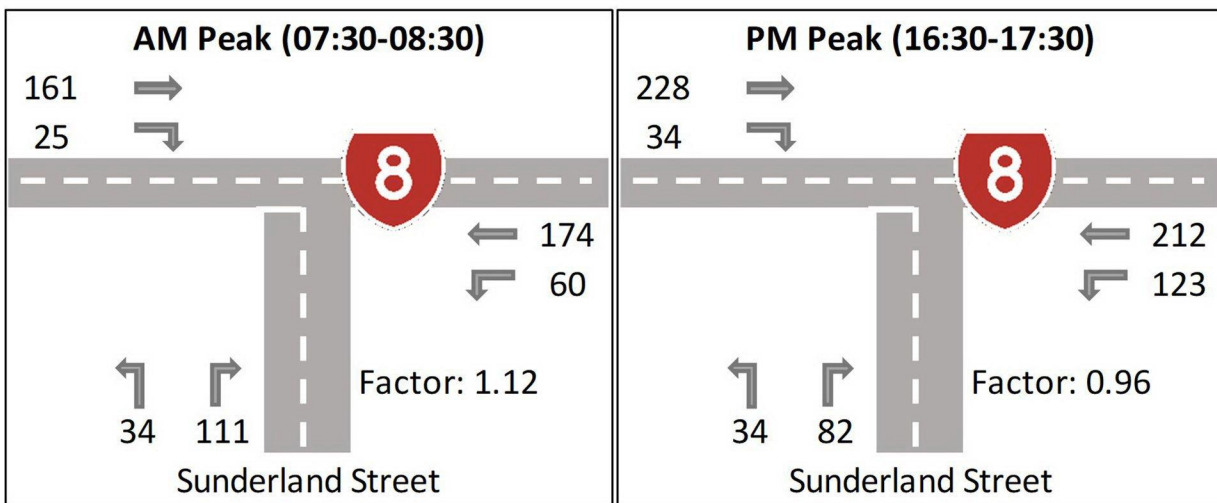 AM Peak (07:30-08:30)
161
25
8
174
60
Factor: 1.12
34 111
Sunderland Street
PM Peak (16:30-17:30)
228
34
8
212
123
Factor: 0.96
34 82
Sunderland Street